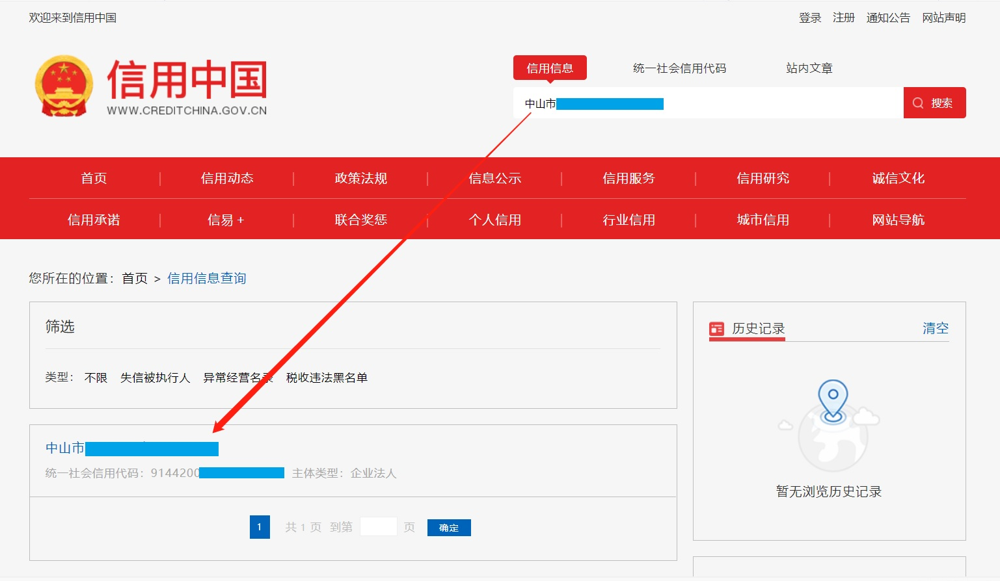 欢迎来到信用中国
登录 注册 通知公告 网站声明
信用中国
WWW.CREDITCHINA.GOV.CN
信用信息 统一社会信用代码 站内文章
中山市
搜索
首页 信用动态 政策法规 信息公示 信用服务 信用研究 诚信文化
信用承诺 信易+ 联合奖惩 个人信用 行业信用 城市信用 网站导航
您所在的位置：首页 > 信用信息查询
筛选
类型： 不限 失信被执行人 异常经营名录 税收违法黑名单
中山市
统一社会信用代码：9144200 主体类型：企业法人
1 共 1 页 到第 页 确定
历史记录 清空
暂无浏览历史记录